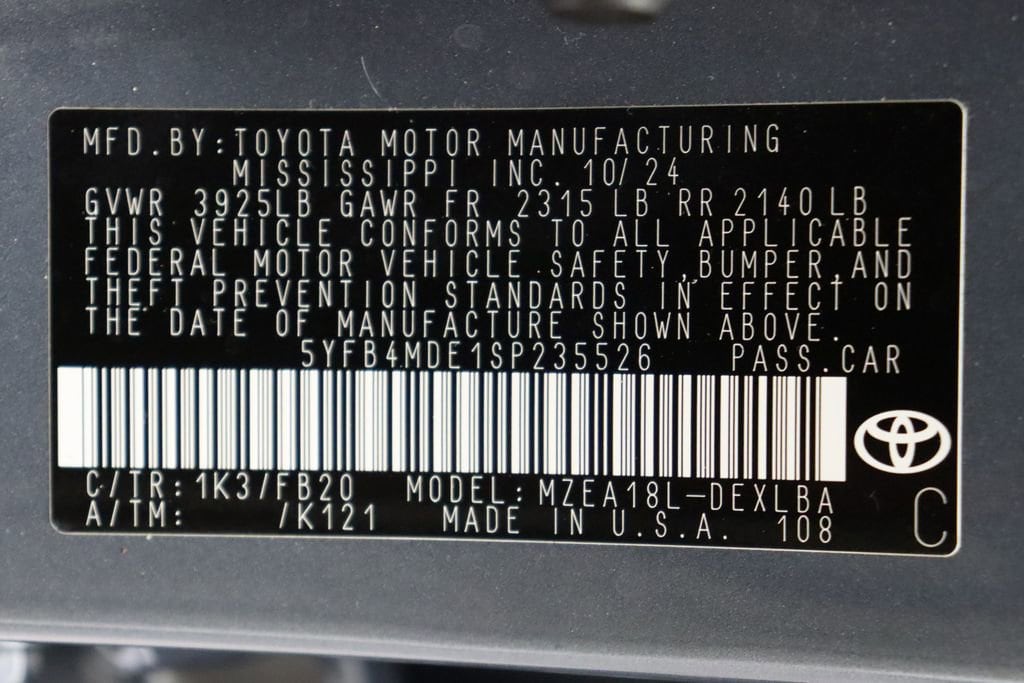 MFD.BY:TOYOTA MOTOR MANUFACTURING
MISSISSIPPI INC. 10/24
GVWR 3925LB GAWR FR 2315 LB RR 2140 LB
THIS VEHICLE CONFORMS TO ALL APPLICABLE
FEDERAL MOTOR VEHICLE SAFETY,BUMPER,AND
THEFT PREVENTION STANDARDS IN EFFECT ON
THE DATE OF MANUFACTURE SHOWN ABOVE.
5YFB4MDE1SP235526 PASS.CAR
C/TR: 1K3/FB20 MODEL: MZEA18L-DEXLBA
A/TM: /K121 MADE IN U.S.A. 108
C